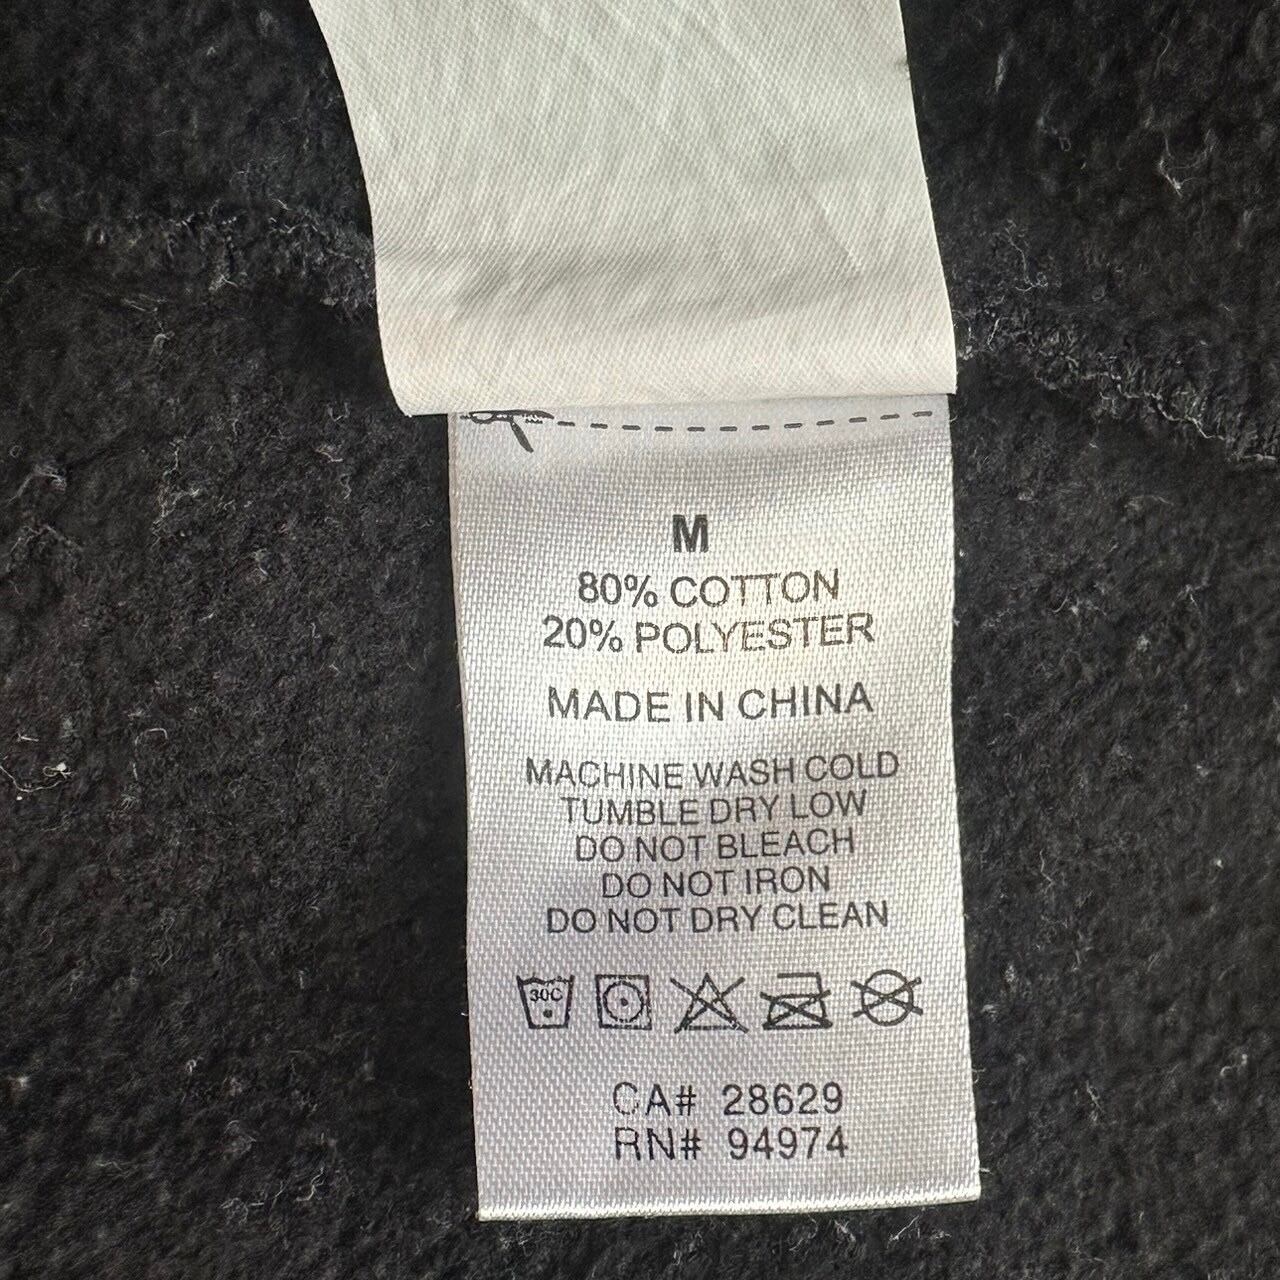 M
80% COTTON
20% POLYESTER
MADE IN CHINA
MACHINE WASH COLD
TUMBLE DRY LOW
DO NOT BLEACH
DO NOT IRON
DO NOT DRY CLEAN
30C
CA# 28629
RN# 94974